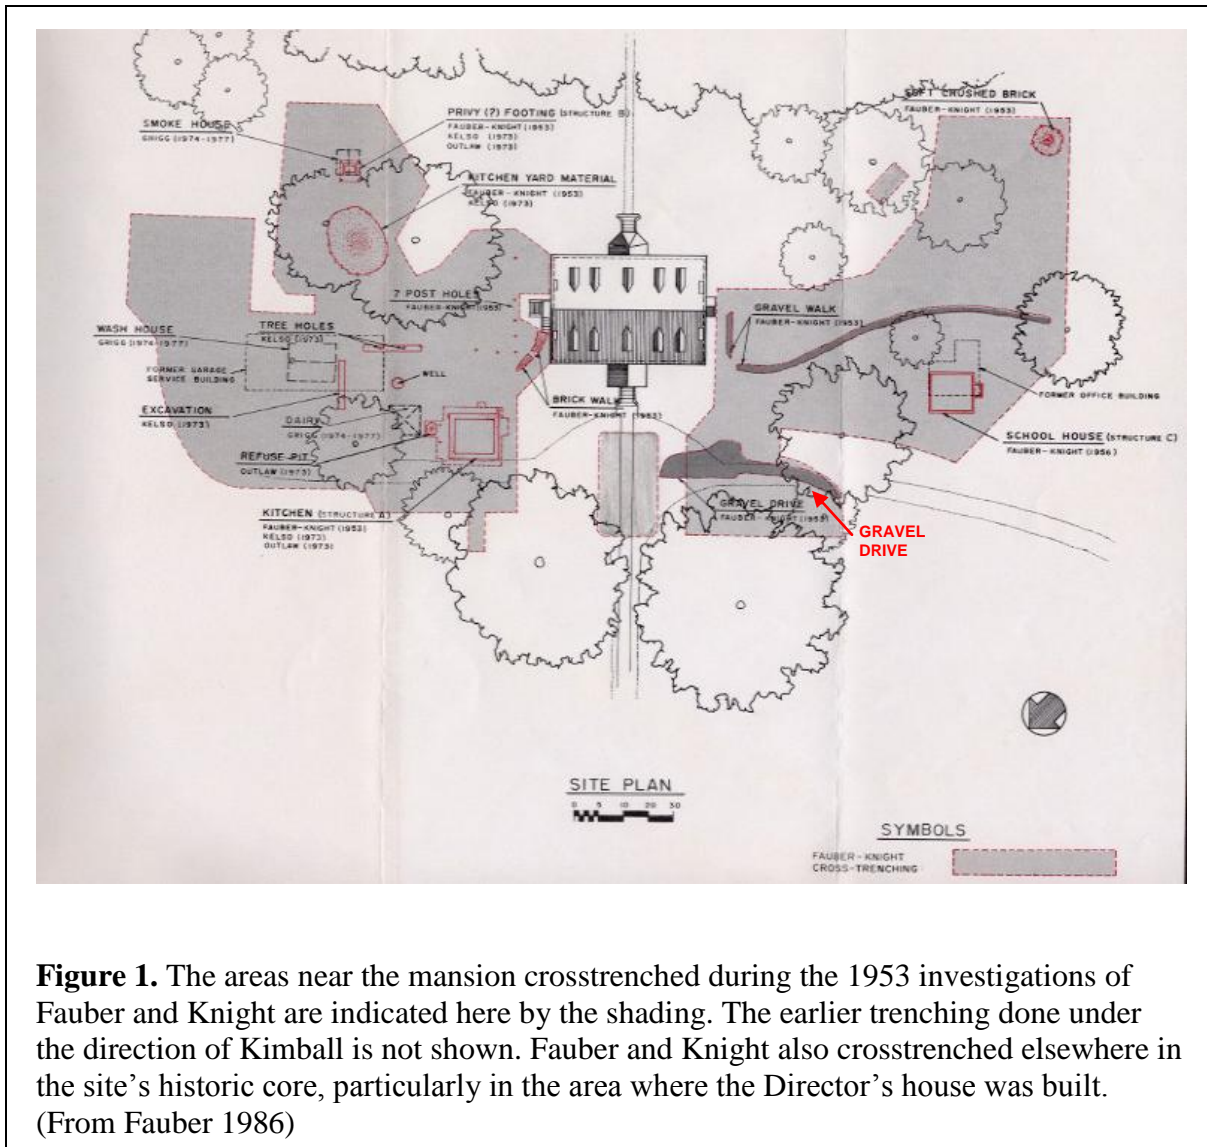 SMOKE HOUSE
GRIGG (1974-1977)
PRIVY (?) FOOTING (STRUCTURE B)
FAUBER-KNIGHT (1953)
KELSO (1973)
OUTLAW (1973)
SOFT CRUSHED BRICK
FAUBER-KNIGHT (1953)
KITCHEN YARD MATERIAL
FAUBER-KNIGHT (1953)
KELSO (1973)
7 POST HOLES
FAUBER-KNIGHT (1953)
GRAVEL WALK
FAUBER-KNIGHT (1953)
WASH HOUSE
GRIGG (1974-1977)
TREE HOLES
KELSO (1973)
FORMER GARAGE
SERVICE BUILDING
WELL
EXCAVATION
KELSO (1973)
BRICK WALK
FAUBER-KNIGHT (1953)
FORMER OFFICE BUILDING
DAIRY
GRIGG (1974-1977)
SCHOOL HOUSE (STRUCTURE C)
FAUBER-KNIGHT (1956)
REFUSE PIT
OUTLAW (1973)
KITCHEN (STRUCTURE A)
FAUBER-KNIGHT (1953)
KELSO (1973)
OUTLAW (1973)
GRAVEL DRIVE
FAUBER-KNIGHT (1953)
GRAVEL
DRIVE
SITE PLAN
0 5 10 20 30
SYMBOLS
FAUBER-KNIGHT
CROSS-TRENCHING
Figure 1. The areas near the mansion crosstrenched during the 1953 investigations of
Fauber and Knight are indicated here by the shading. The earlier trenching done under
the direction of Kimball is not shown. Fauber and Knight also crosstrenched elsewhere in
the site's historic core, particularly in the area where the Director's house was built.
(From Fauber 1986)